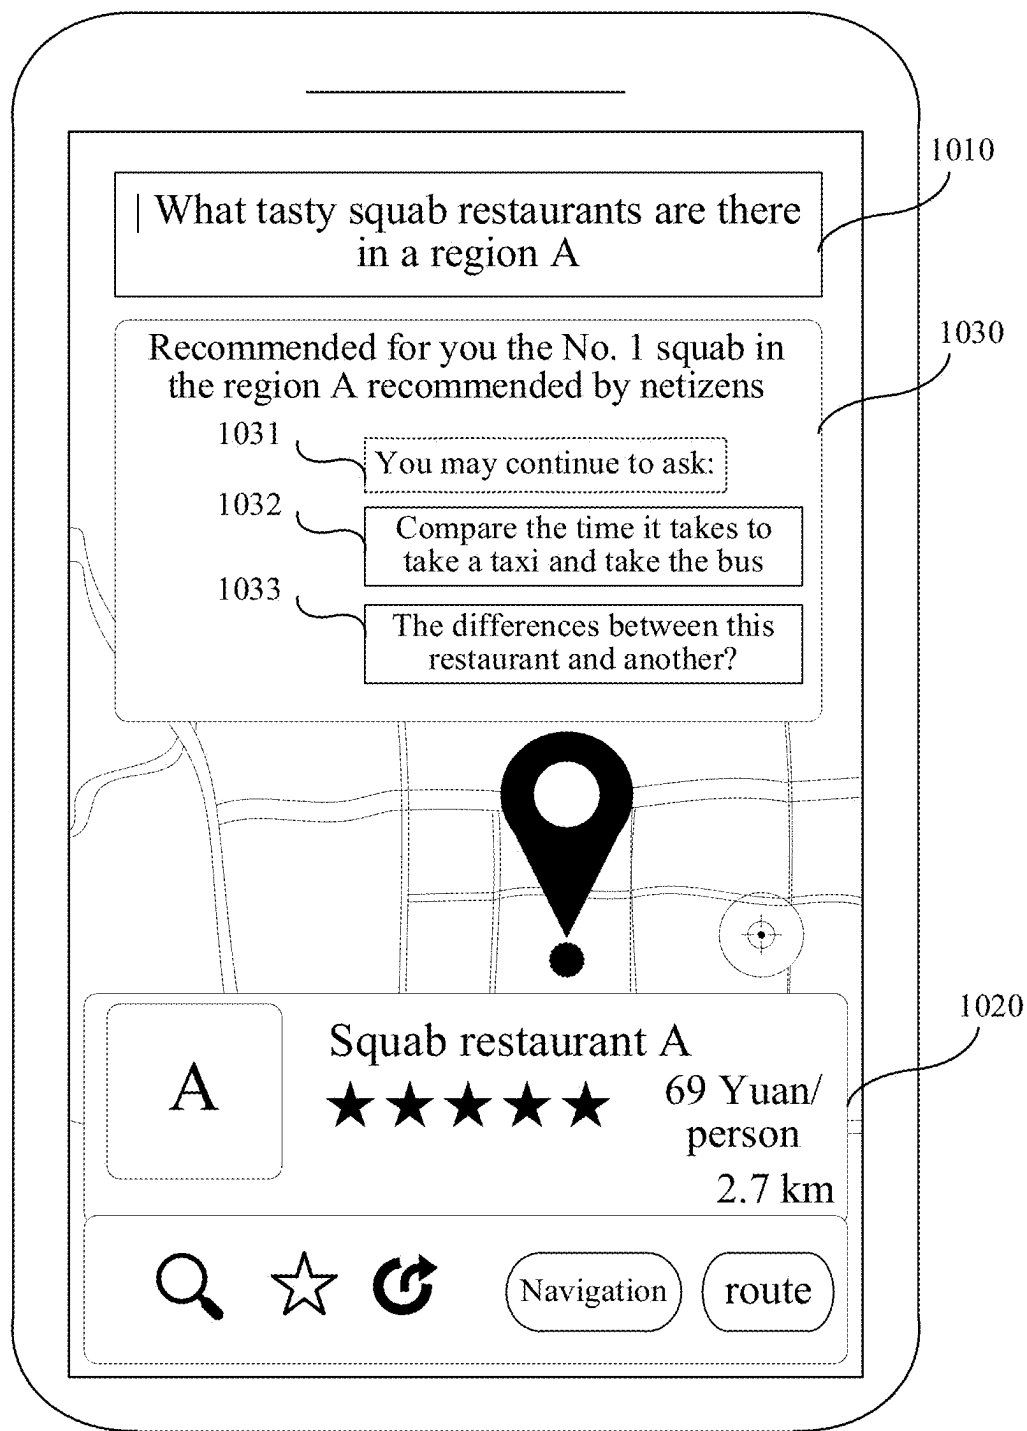 1010
| What tasty squab restaurants are there
in a region A
1030
Recommended for you the No. 1 squab in
the region A recommended by netizens
1031
You may continue to ask:
1032
Compare the time it takes to
take a taxi and take the bus
1033
The differences between this
restaurant and another?
1020
A
Squab restaurant A
69 Yuan/
person
2.7 km
Navigation
route